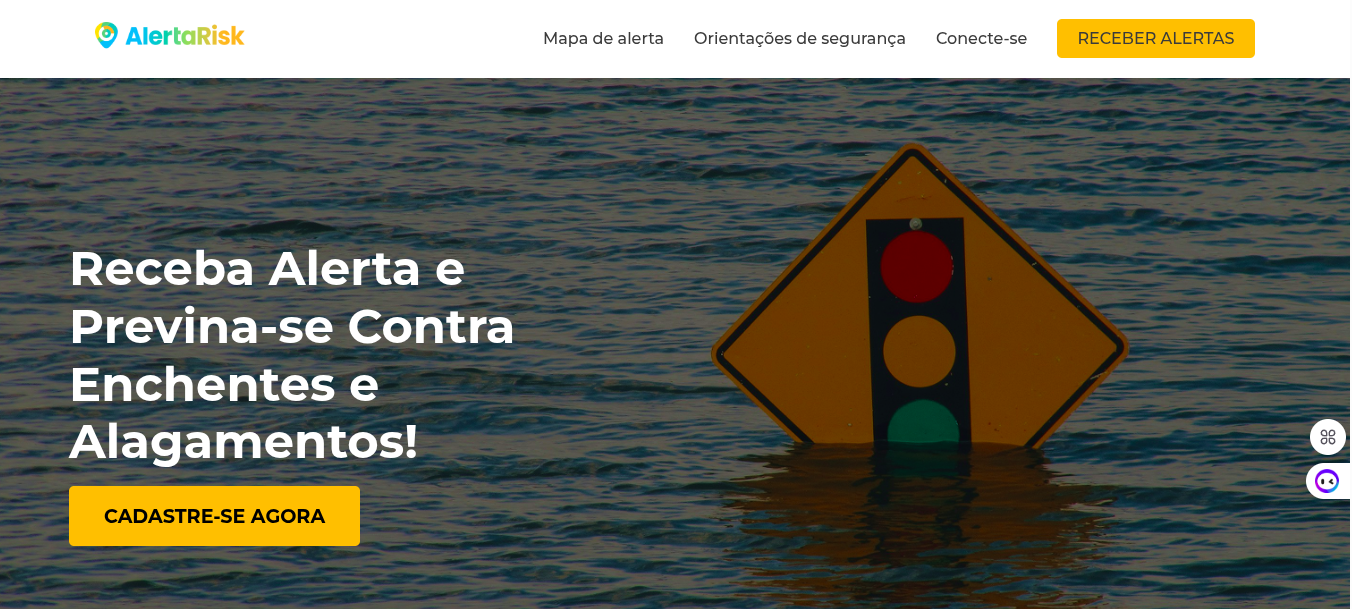 AlertaRisk
Mapa de alerta
Orientações de segurança
Conecte-se
RECEBER ALERTAS
Receba Alerta e
Previna-se Contra
Enchentes e
Alagamentos!
CADASTRE-SE AGORA